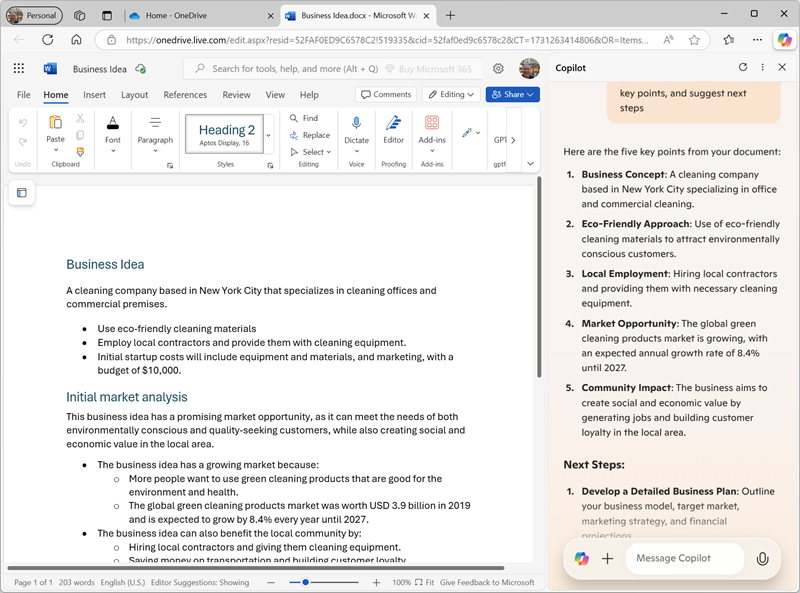 Personal
Home - OneDrive
Business Idea.docx - Microsoft W
https://onedrive.live.com/edit.aspx?resid=52FAF0ED9C6578C2!519335&cid=52faf0ed9c6578c2&CT=1731263414806&OR=Items...
Word
Business Idea
Search for tools, help, and more (Alt + Q)
Buy Microsoft 365
File
Home
Insert
Layout
References
Review
View
Help
Comments
Editing
Share
Undo
Paste
Clipboard
Font
Paragraph
Heading 2
Aptos Display, 16
Styles
Find
Replace
Select
Editing
Dictate
Voice
Editor
Proofing
Add-ins
Add-ins
GPT
gptf
Business Idea
A cleaning company based in New York City that specializes in cleaning offices and
commercial premises.
• Use eco-friendly cleaning materials
• Employ local contractors and provide them with cleaning equipment.
• Initial startup costs will include equipment and materials, and marketing, with a
budget of $10,000.
Initial market analysis
This business idea has a promising market opportunity, as it can meet the needs of both
environmentally conscious and quality-seeking customers, while also creating social and
economic value in the local area.
• The business idea has a growing market because:
o More people want to use green cleaning products that are good for the
environment and health.
o The global green cleaning products market was worth USD 3.9 billion in 2019
and is expected to grow by 8.4% every year until 2027.
• The business idea can also benefit the local community by:
o Hiring local contractors and giving them cleaning equipment.
o Saving money on transportation and building customer loyalty.
Page 1 of 1
203 words
English (U.S.)
Editor Suggestions: Showing
100%
Fit
Give Feedback to Microsoft
Copilot
key points, and suggest next
steps
Here are the five key points from your document:
1. Business Concept: A cleaning company
based in New York City specializing in office
and commercial cleaning.
2. Eco-Friendly Approach: Use of eco-friendly
cleaning materials to attract environmentally
conscious customers.
3. Local Employment: Hiring local contractors
and providing them with necessary cleaning
equipment.
4. Market Opportunity: The global green
cleaning products market is growing, with
an expected annual growth rate of 8.4%
until 2027.
5. Community Impact: The business aims to
create social and economic value by
generating jobs and building customer
loyalty in the local area.
Next Steps:
1. Develop a Detailed Business Plan: Outline
your business model, target market,
marketing strategy, and financial
projections.
Message Copilot